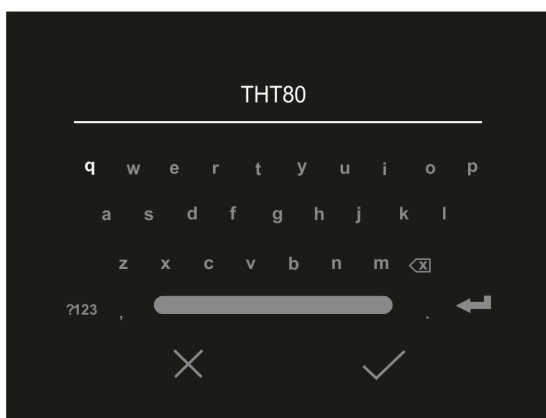 THT80
q w e r t y u i o p
a s d f g h j k l
z x c v b n m
?123 , .